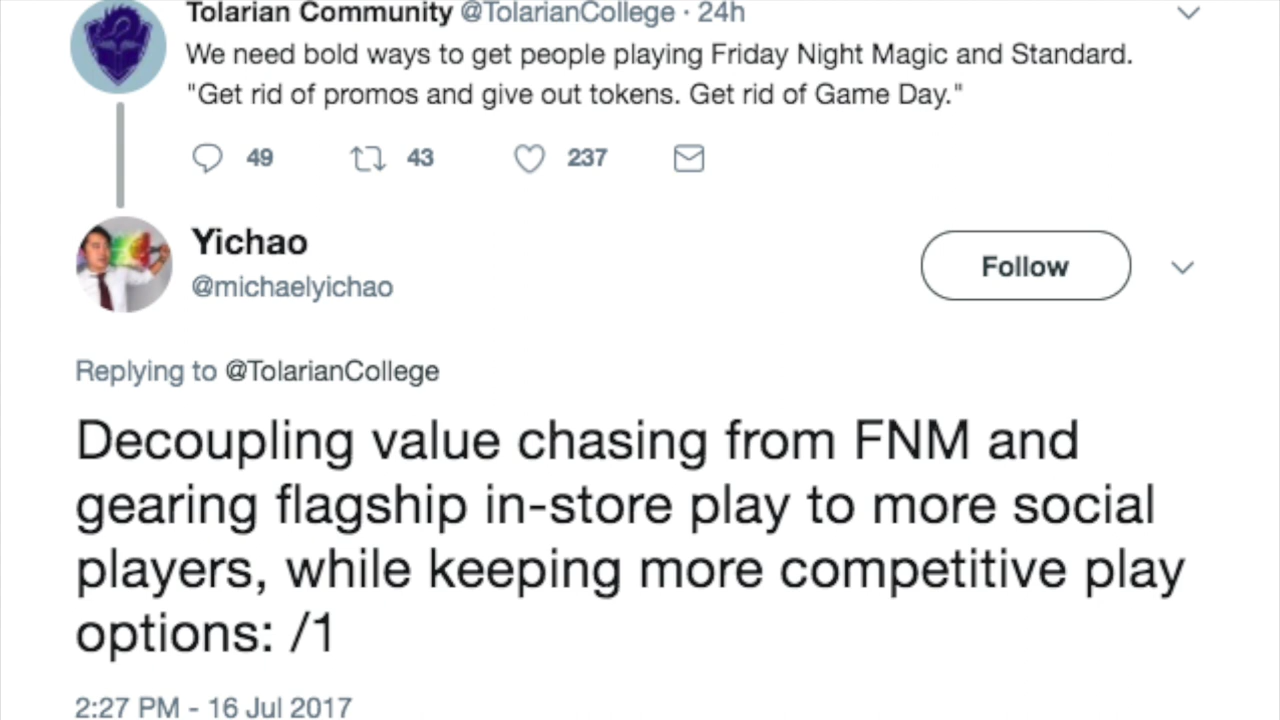 Tolarian Community @TolarianCollege · 24h
We need bold ways to get people playing Friday Night Magic and Standard.
"Get rid of promos and give out tokens. Get rid of Game Day."
49 43 237
Yichao
@michaelyichao
Follow
Replying to @TolarianCollege
Decoupling value chasing from FNM and
gearing flagship in-store play to more social
players, while keeping more competitive play
options: /1
2:27 PM - 16 Jul 2017